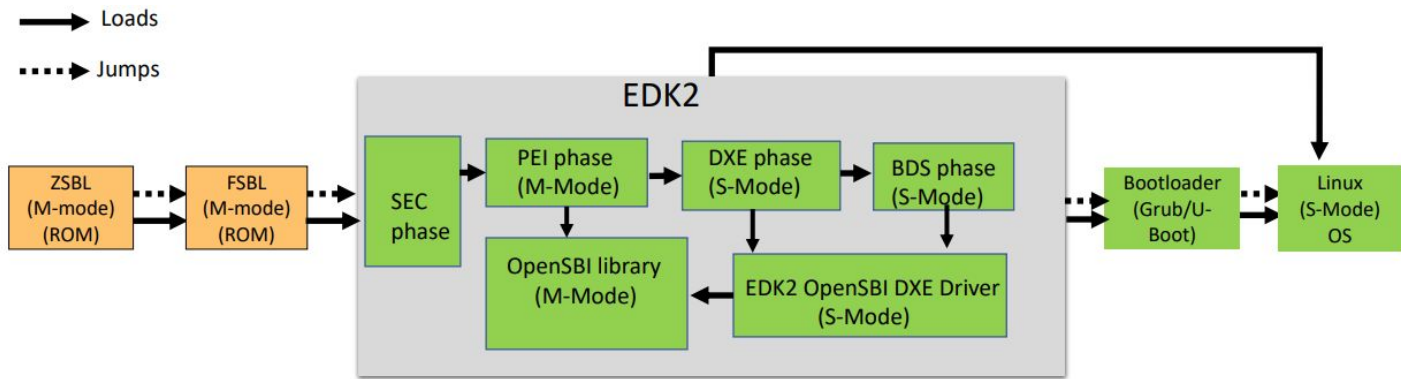 Loads
Jumps
EDK2
ZSBL
(M-mode)
(ROM)
FSBL
(M-mode)
(ROM)
SEC
phase
PEI phase
(M-Mode)
DXE phase
(S-Mode)
BDS phase
(S-Mode)
OpenSBI library
(M-Mode)
EDK2 OpenSBI DXE Driver
(S-Mode)
Bootloader
(Grub/U-
Boot)
Linux
(S-Mode)
OS